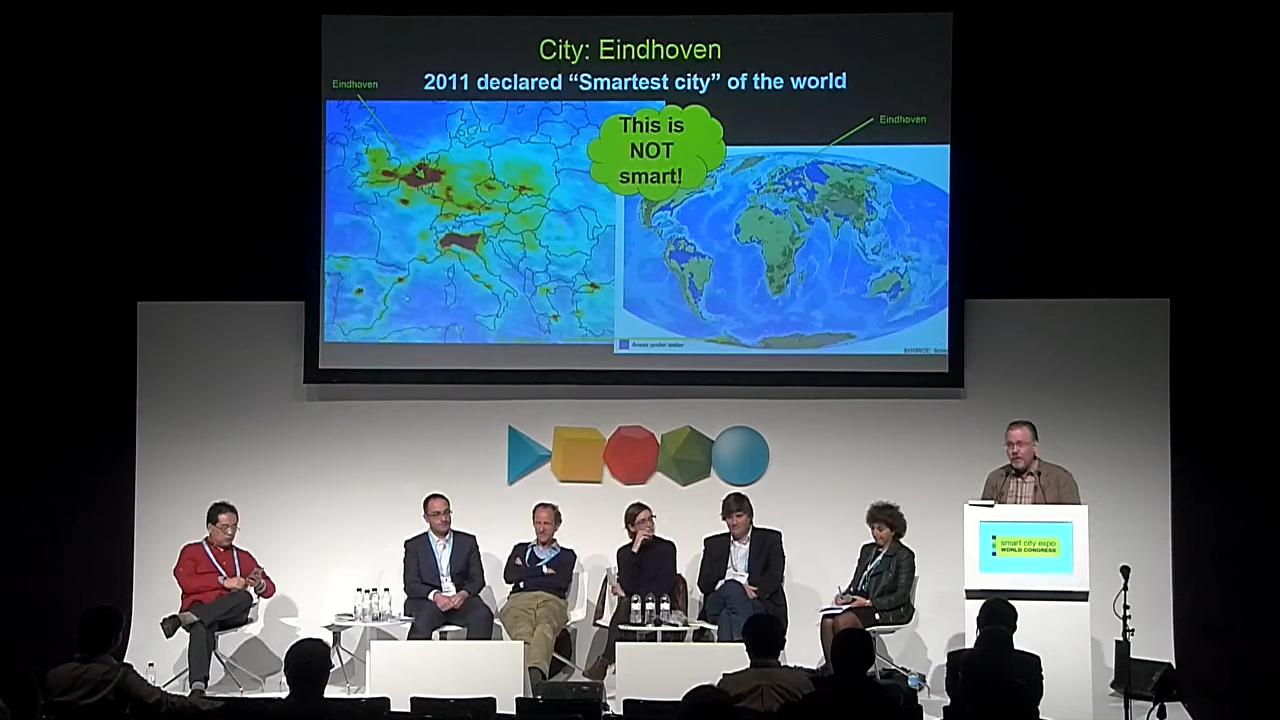 City: Eindhoven
2011 declared “Smartest city” of the world
Eindhoven
This is
NOT
smart!
Eindhoven
Areas under water
SOURCE:
smart city expo
WORLD CONGRESS